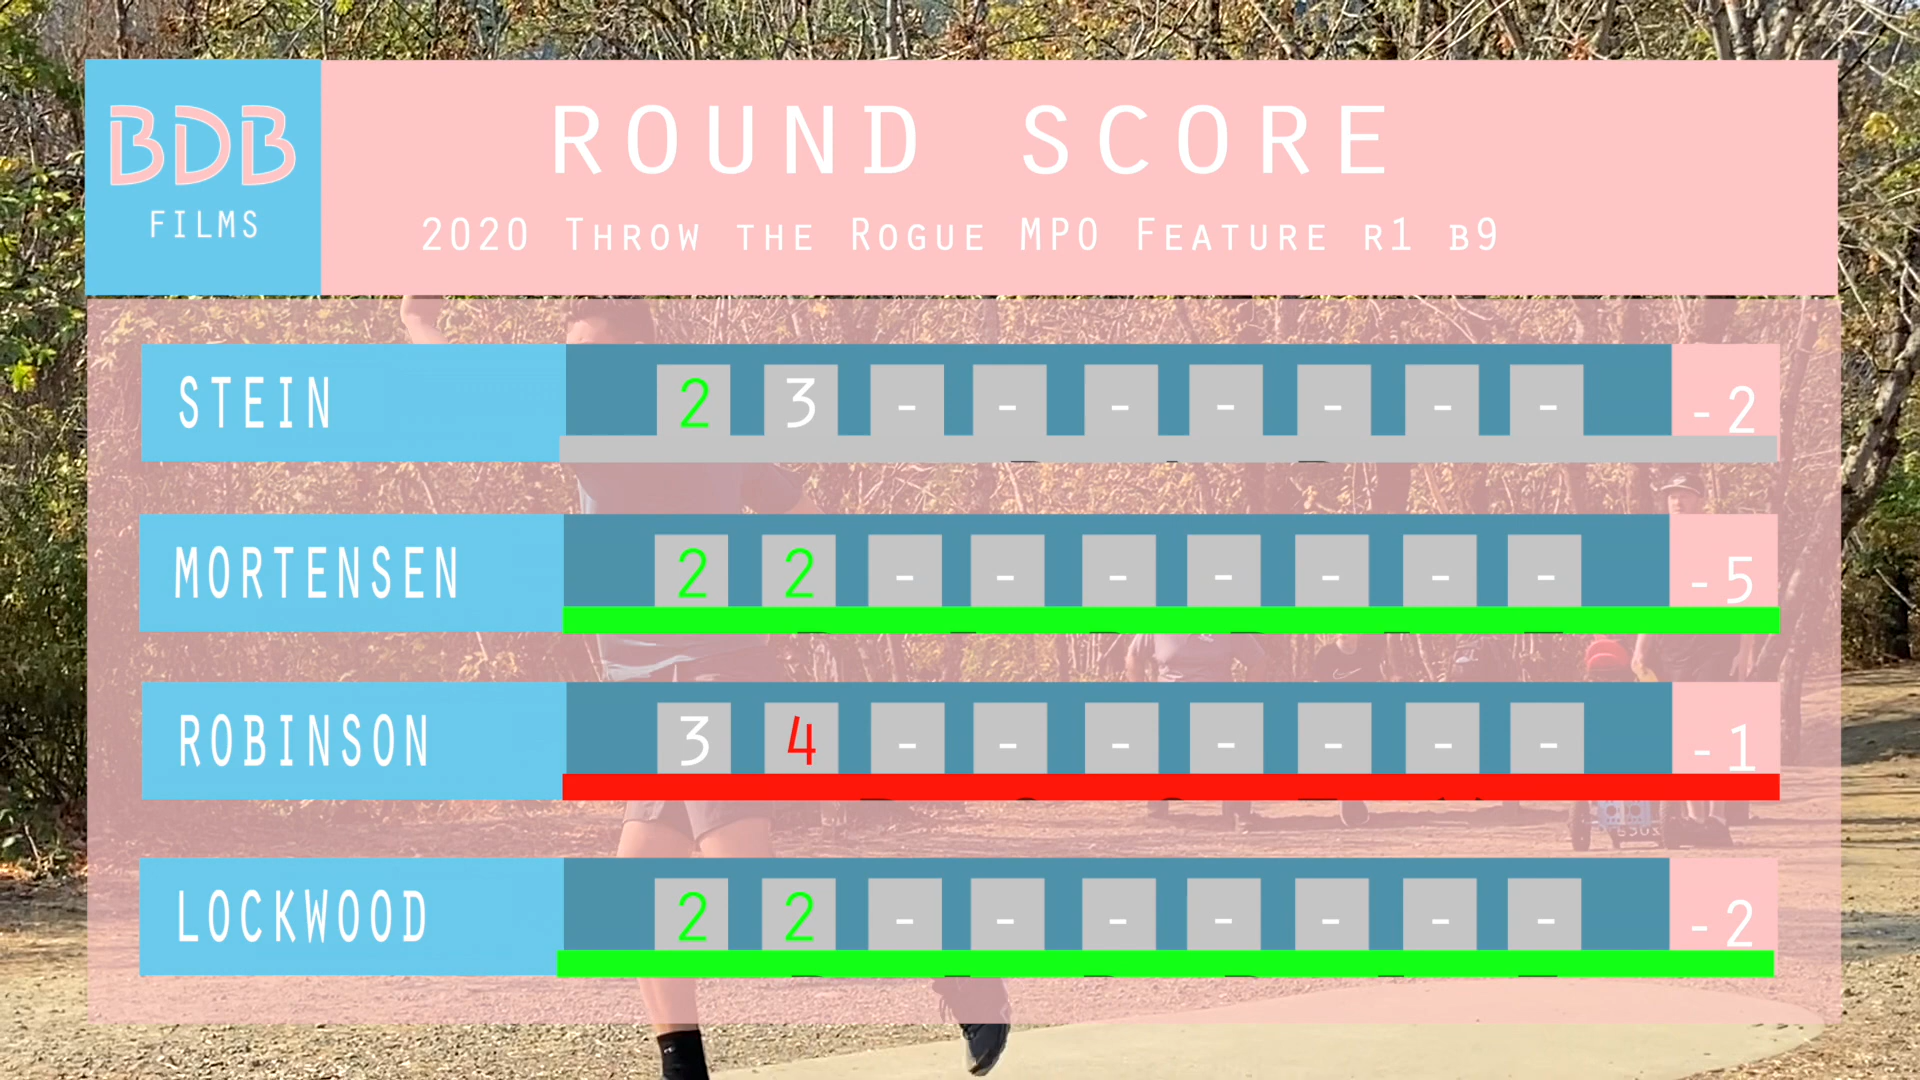 BDB
FILMS
ROUND SCORE
2020 THROW THE ROGUE MPO FEATURE R1 B9
STEIN 2 3 - - - - - - - -2
MORTENSEN 2 2 - - - - - - - -5
ROBINSON 3 4 - - - - - - - -1
LOCKWOOD 2 2 - - - - - - - -2